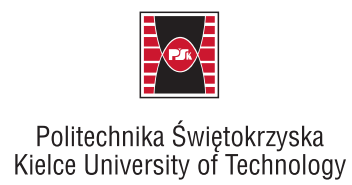 PŚk
Politechnika Świętokrzyska
Kielce University of Technology